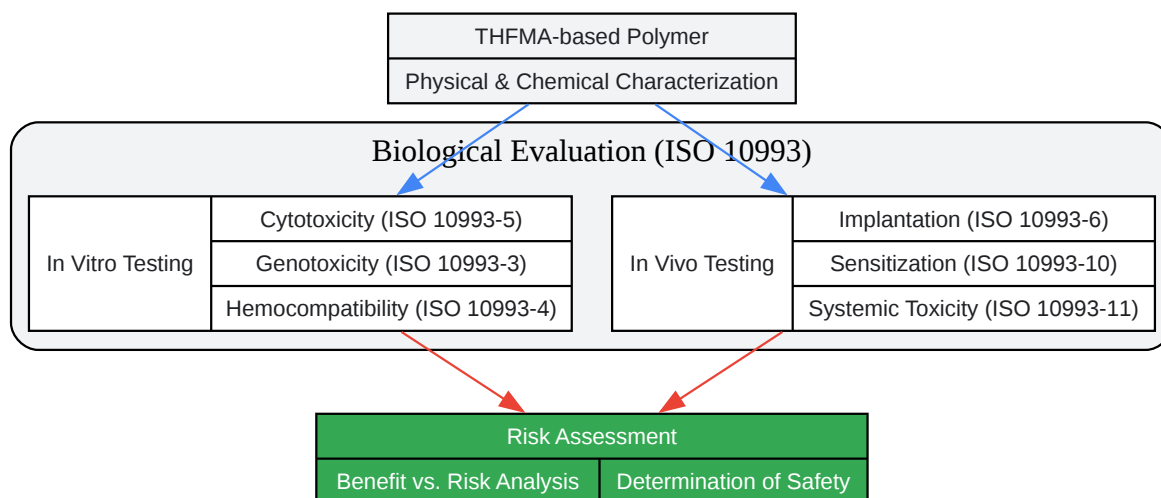 THFMA-based Polymer
Physical & Chemical Characterization
Biological Evaluation (ISO 10993)
In Vitro Testing
Cytotoxicity (ISO 10993-5)
Genotoxicity (ISO 10993-3)
Hemocompatibility (ISO 10993-4)
In Vivo Testing
Implantation (ISO 10993-6)
Sensitization (ISO 10993-10)
Systemic Toxicity (ISO 10993-11)
Risk Assessment
Benefit vs. Risk Analysis
Determination of Safety